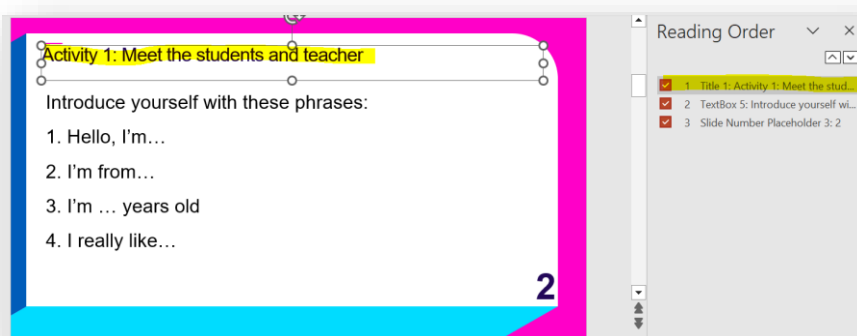 Activity 1: Meet the students and teacher
Introduce yourself with these phrases:
1. Hello, I'm…
2. I'm from…
3. I'm … years old
4. I really like…
2
Reading Order
1 Title 1: Activity 1: Meet the stud...
2 TextBox 5: Introduce yourself wi...
3 Slide Number Placeholder 3: 2